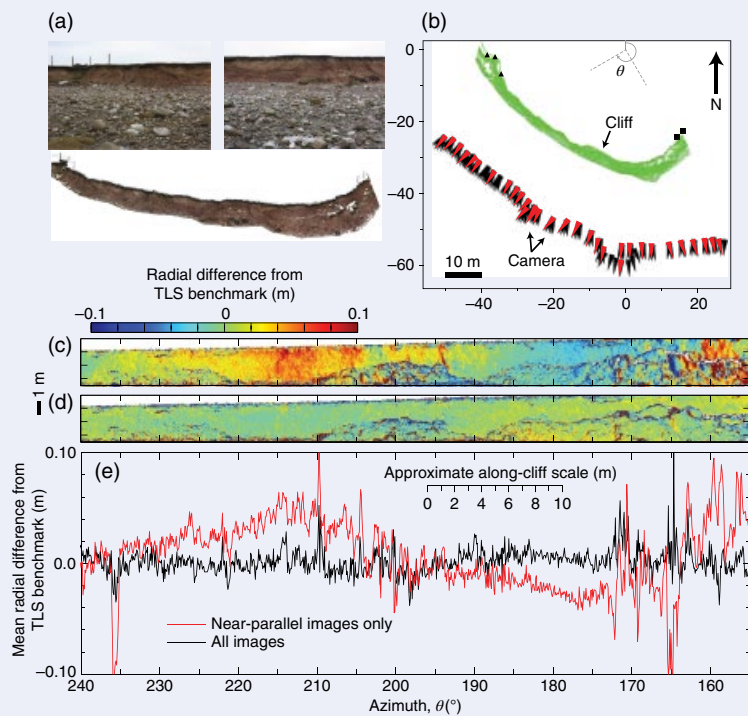 (a)
(b)
0
−20
−40
−60
−40
−20
0
20
θ
N
Cliff
Camera
10 m
Radial difference from
TLS benchmark (m)
−0.1
0
0.1
(c)
(d)
1 m
(e)
Approximate along-cliff scale (m)
0 2 4 6 8 10
Mean radial difference from
TLS benchmark (m)
0.10
0.0
−0.10
Near-parallel images only
All images
240 230 220 210 200 190 180 170 160
Azimuth, θ(°)